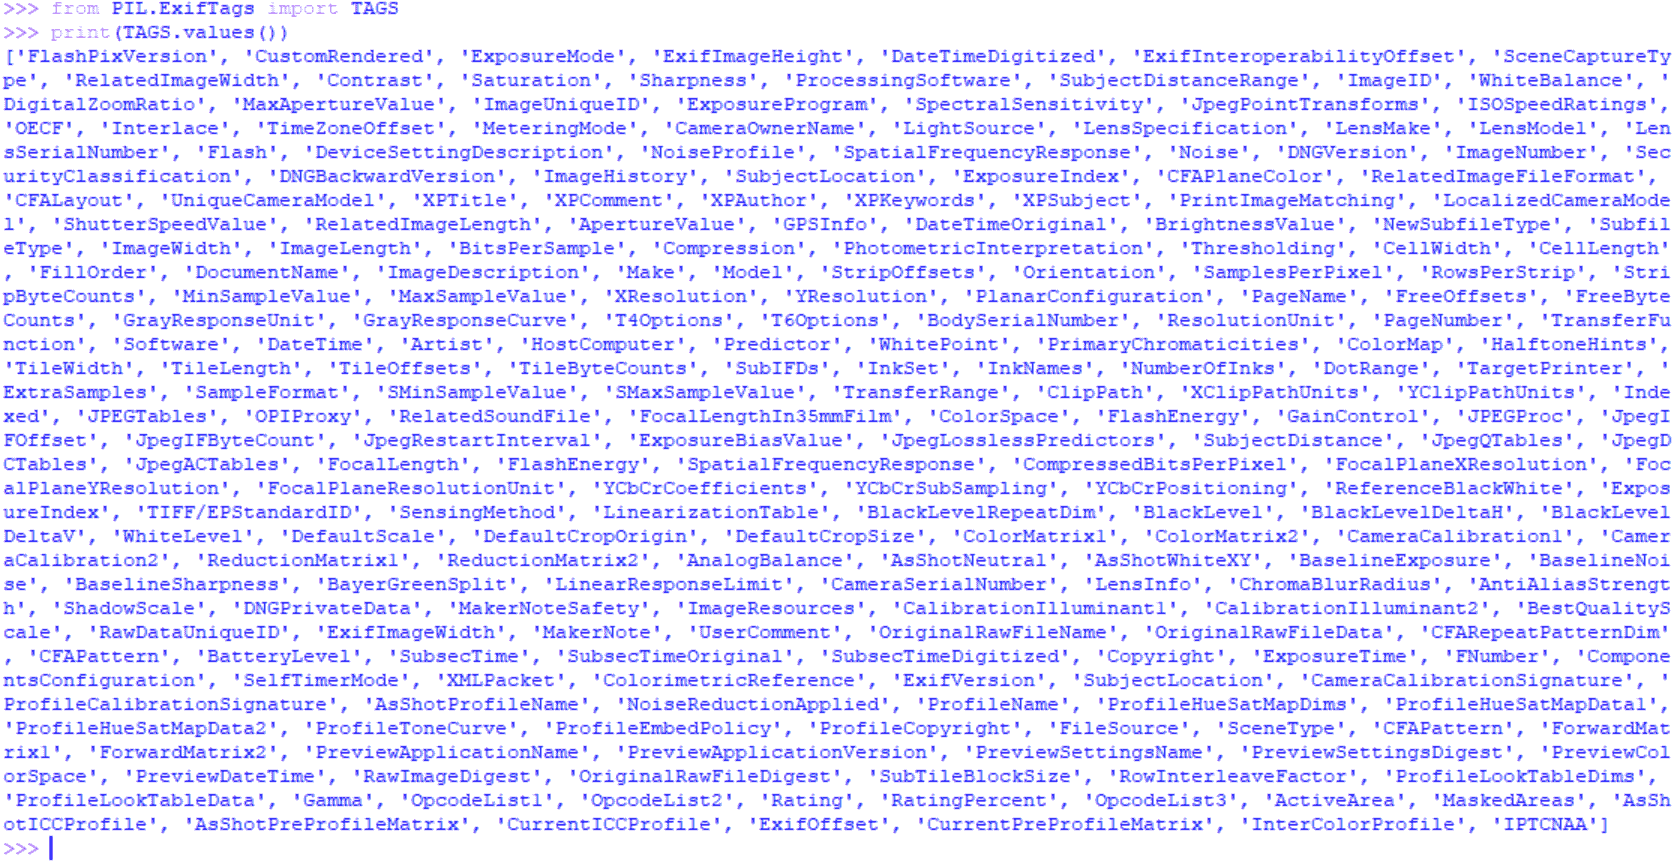 >>> from PIL.ExifTags import TAGS
>>> print(TAGS.values())
['FlashPixVersion', 'CustomRendered', 'ExposureMode', 'ExifImageHeight', 'DateTimeDigitized', 'ExifInteroperabilityOffset', 'SceneCaptureTy
pe', 'RelatedImageWidth', 'Contrast', 'Saturation', 'Sharpness', 'ProcessingSoftware', 'SubjectDistanceRange', 'ImageID', 'WhiteBalance', '
DigitalZoomRatio', 'MaxApertureValue', 'ImageUniqueID', 'ExposureProgram', 'SpectralSensitivity', 'JpegPointTransforms', 'ISOSpeedRatings',
'OECF', 'Interlace', 'TimeZoneOffset', 'MeteringMode', 'CameraOwnerName', 'LightSource', 'LensSpecification', 'LensMake', 'LensModel', 'Len
sSerialNumber', 'Flash', 'DeviceSettingDescription', 'NoiseProfile', 'SpatialFrequencyResponse', 'Noise', 'DNGVersion', 'ImageNumber', 'Sec
urityClassification', 'DNGBackwardVersion', 'ImageHistory', 'SubjectLocation', 'ExposureIndex', 'CFAPlaneColor', 'RelatedImageFileFormat',
'CFALayout', 'UniqueCameraModel', 'XPTitle', 'XPComment', 'XPAuthor', 'XPKeywords', 'XPSubject', 'PrintImageMatching', 'LocalizedCameraMode
l', 'ShutterSpeedValue', 'RelatedImageLength', 'ApertureValue', 'GPSInfo', 'DateTimeOriginal', 'BrightnessValue', 'NewSubfileType', 'Subfil
eType', 'ImageWidth', 'ImageLength', 'BitsPerSample', 'Compression', 'PhotometricInterpretation', 'Thresholding', 'CellWidth', 'CellLength'
, 'FillOrder', 'DocumentName', 'ImageDescription', 'Make', 'Model', 'StripOffsets', 'Orientation', 'SamplesPerPixel', 'RowsPerStrip', 'Stri
pByteCounts', 'MinSampleValue', 'MaxSampleValue', 'XResolution', 'YResolution', 'PlanarConfiguration', 'PageName', 'FreeOffsets', 'FreeByte
Counts', 'GrayResponseUnit', 'GrayResponseCurve', 'T4Options', 'T6Options', 'BodySerialNumber', 'ResolutionUnit', 'PageNumber', 'TransferFu
nction', 'Software', 'DateTime', 'Artist', 'HostComputer', 'Predictor', 'WhitePoint', 'PrimaryChromaticities', 'ColorMap', 'HalftoneHints',
'TileWidth', 'TileLength', 'TileOffsets', 'TileByteCounts', 'SubIFDs', 'InkSet', 'InkNames', 'NumberOfInks', 'DotRange', 'TargetPrinter', '
ExtraSamples', 'SampleFormat', 'SMinSampleValue', 'SMaxSampleValue', 'TransferRange', 'ClipPath', 'XClipPathUnits', 'YClipPathUnits', 'Inde
xed', 'JPEGTables', 'OPIProxy', 'RelatedSoundFile', 'FocalLengthIn35mmFilm', 'ColorSpace', 'FlashEnergy', 'GainControl', 'JPEGProc', 'JpegI
FOffset', 'JpegIFByteCount', 'JpegRestartInterval', 'ExposureBiasValue', 'JpegLosslessPredictors', 'SubjectDistance', 'JpegQTables', 'JpegD
CTables', 'JpegACTables', 'FocalLength', 'FlashEnergy', 'SpatialFrequencyResponse', 'CompressedBitsPerPixel', 'FocalPlaneXResolution', 'Foc
alPlaneYResolution', 'FocalPlaneResolutionUnit', 'YCbCrCoefficients', 'YCbCrSubSampling', 'YCbCrPositioning', 'ReferenceBlackWhite', 'Expos
ureIndex', 'TIFF/EPStandardID', 'SensingMethod', 'LinearizationTable', 'BlackLevelRepeatDim', 'BlackLevel', 'BlackLevelDeltaH', 'BlackLevel
DeltaV', 'WhiteLevel', 'DefaultScale', 'DefaultCropOrigin', 'DefaultCropSize', 'ColorMatrix1', 'ColorMatrix2', 'CameraCalibration1', 'Camer
aCalibration2', 'ReductionMatrix1', 'ReductionMatrix2', 'AnalogBalance', 'AsShotNeutral', 'AsShotWhiteXY', 'BaselineExposure', 'BaselineNoi
se', 'BaselineSharpness', 'BayerGreenSplit', 'LinearResponseLimit', 'CameraSerialNumber', 'LensInfo', 'ChromaBlurRadius', 'AntiAliasStrengt
h', 'ShadowScale', 'DNGPrivateData', 'MakerNoteSafety', 'ImageResources', 'CalibrationIlluminant1', 'CalibrationIlluminant2', 'BestQualityS
cale', 'RawDataUniqueID', 'ExifImageWidth', 'MakerNote', 'UserComment', 'OriginalRawFileName', 'OriginalRawFileData', 'CFARepeatPatternDim'
, 'CFAPattern', 'BatteryLevel', 'SubsecTime', 'SubsecTimeOriginal', 'SubsecTimeDigitized', 'Copyright', 'ExposureTime', 'FNumber', 'Compone
ntsConfiguration', 'SelfTimerMode', 'XMLPacket', 'ColorimetricReference', 'ExifVersion', 'SubjectLocation', 'CameraCalibrationSignature', '
ProfileCalibrationSignature', 'AsShotProfileName', 'NoiseReductionApplied', 'ProfileName', 'ProfileHueSatMapDims', 'ProfileHueSatMapData1',
'ProfileHueSatMapData2', 'ProfileToneCurve', 'ProfileEmbedPolicy', 'ProfileCopyright', 'FileSource', 'SceneType', 'CFAPattern', 'ForwardMat
rix1', 'ForwardMatrix2', 'PreviewApplicationName', 'PreviewApplicationVersion', 'PreviewSettingsName', 'PreviewSettingsDigest', 'PreviewCol
orSpace', 'PreviewDateTime', 'RawImageDigest', 'OriginalRawFileDigest', 'SubTileBlockSize', 'RowInterleaveFactor', 'ProfileLookTableDims',
'ProfileLookTableData', 'Gamma', 'OpcodeList1', 'OpcodeList2', 'Rating', 'RatingPercent', 'OpcodeList3', 'ActiveArea', 'MaskedAreas', 'AsSh
otICCProfile', 'AsShotPreProfileMatrix', 'CurrentICCProfile', 'ExifOffset', 'CurrentPreProfileMatrix', 'InterColorProfile', 'IPTCNAA']
>>>